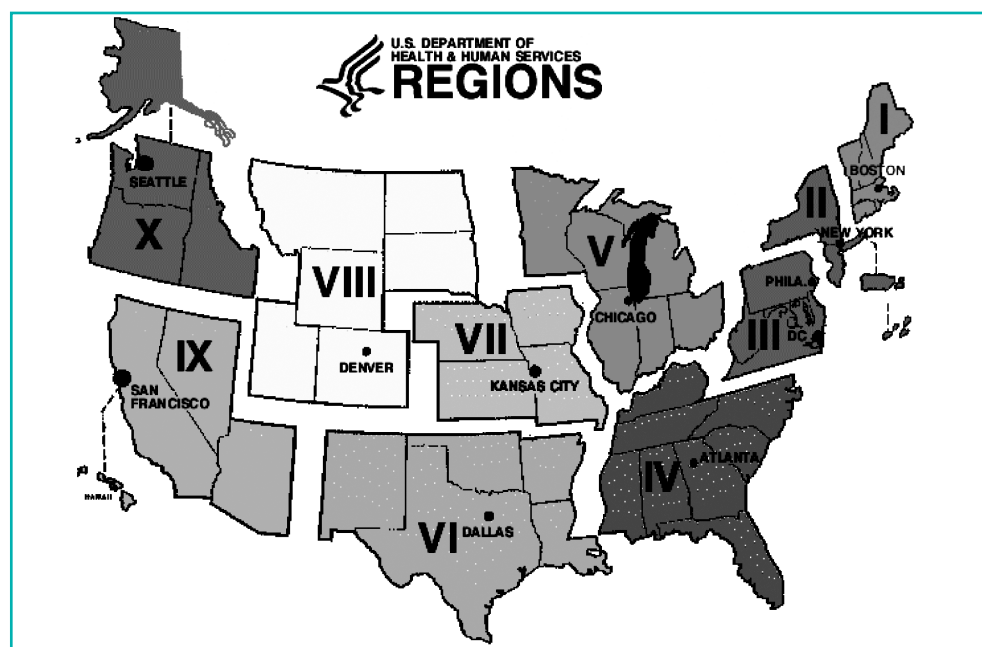 U.S. DEPARTMENT OF
HEALTH & HUMAN SERVICES
REGIONS
I
BOSTON
II
NEW YORK
SEATTLE
X
V
VIII
PHILA.
III
DC
CHICAGO
VII
IX
DENVER
KANSAS CITY
SAN
FRANCISCO
ATLANTA
IV
HAWAII
VI
DALLAS